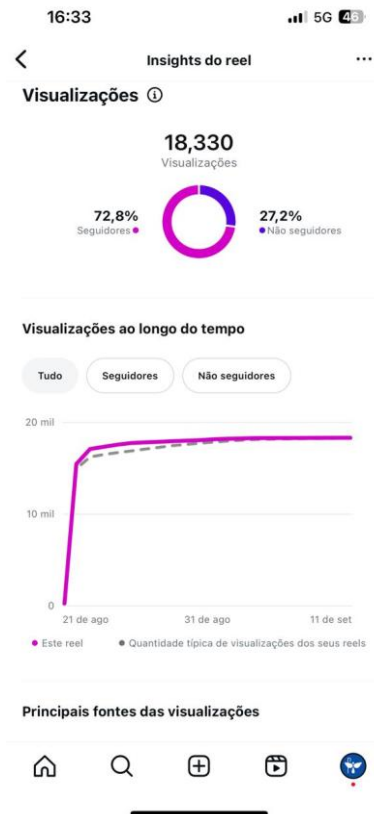 16:33
5G 46
Insights do reel
Visualizações
18,330
Visualizações
72,8%
Seguidores
27,2%
Não seguidores
Visualizações ao longo do tempo
Tudo
Seguidores
Não seguidores
20 mil
10 mil
0
21 de ago
31 de ago
11 de set
Este reel
Quantidade típica de visualizações dos seus reels
Principais fontes das visualizações